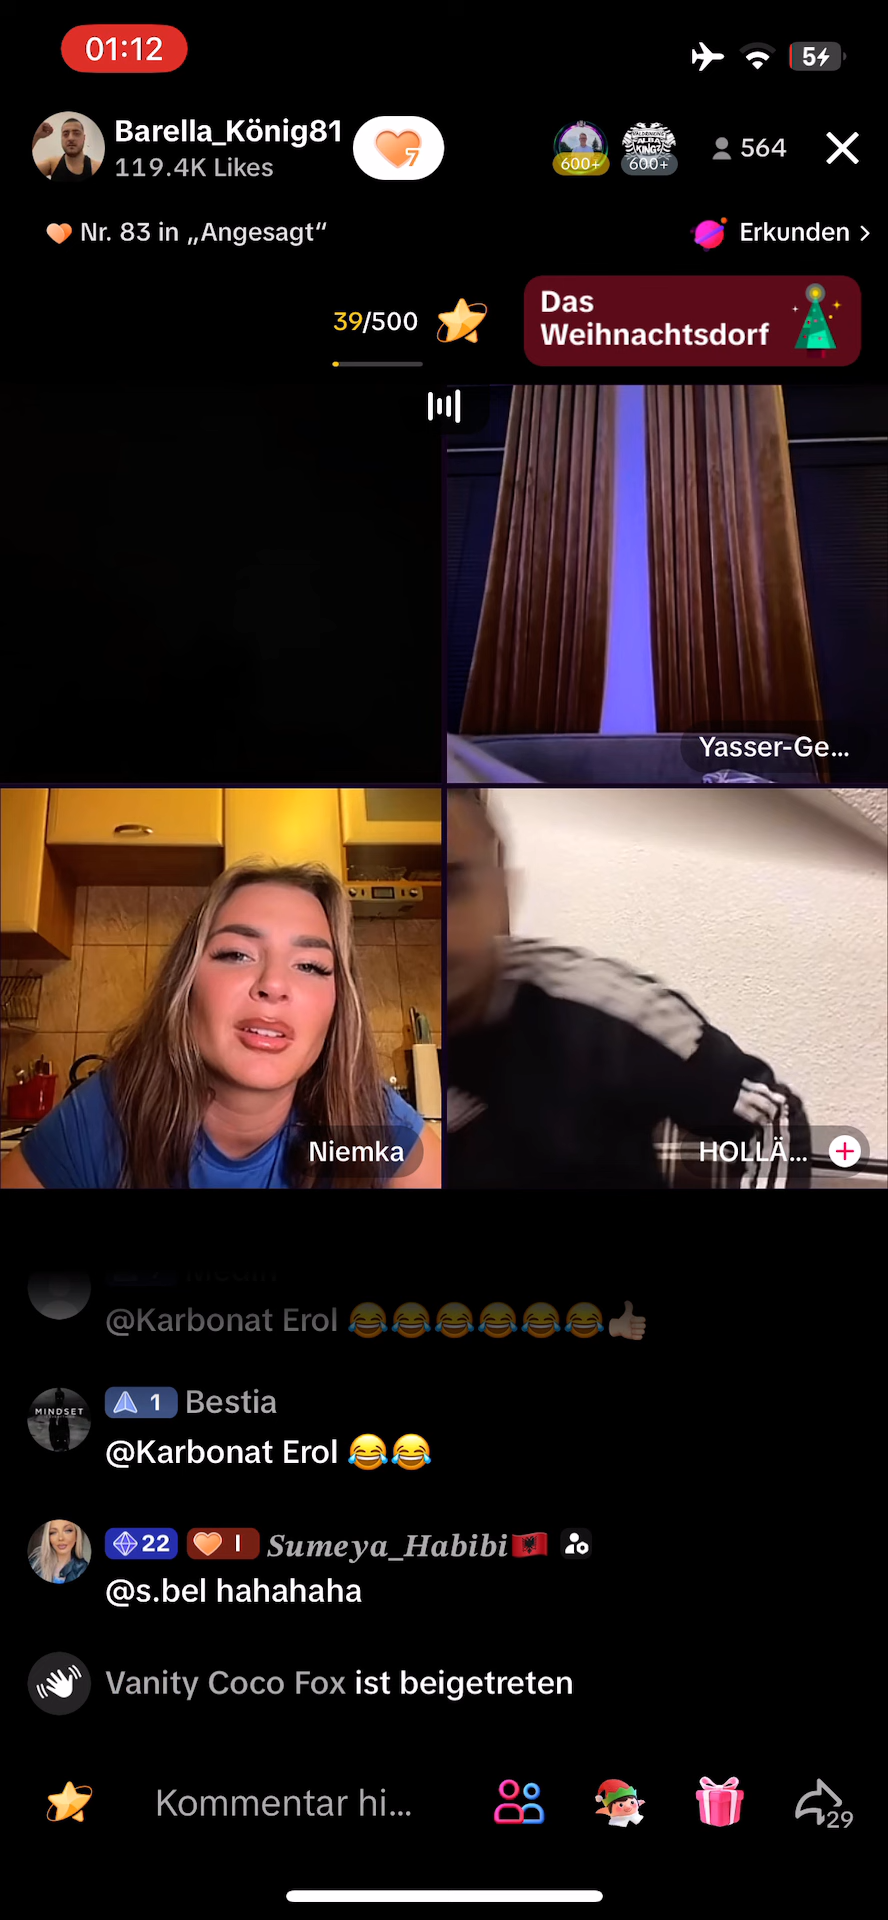 01:12
5
Barella_König81
119.4K Likes
7
600+
600+
564
Nr. 83 in „Angesagt“
Erkunden >
39/500
Das
Weihnachtsdorf
Yasser-Ge...
Niemka
HOLLÄ...
@Karbonat Erol 😂😂😂😂😂😂👍🏼
MINDSET
1 Bestia
@Karbonat Erol 😂😂
22 I Sumeya_Habibi🇦🇱
@s.bel hahahaha
Vanity Coco Fox ist beigetreten
Kommentar hi...
29